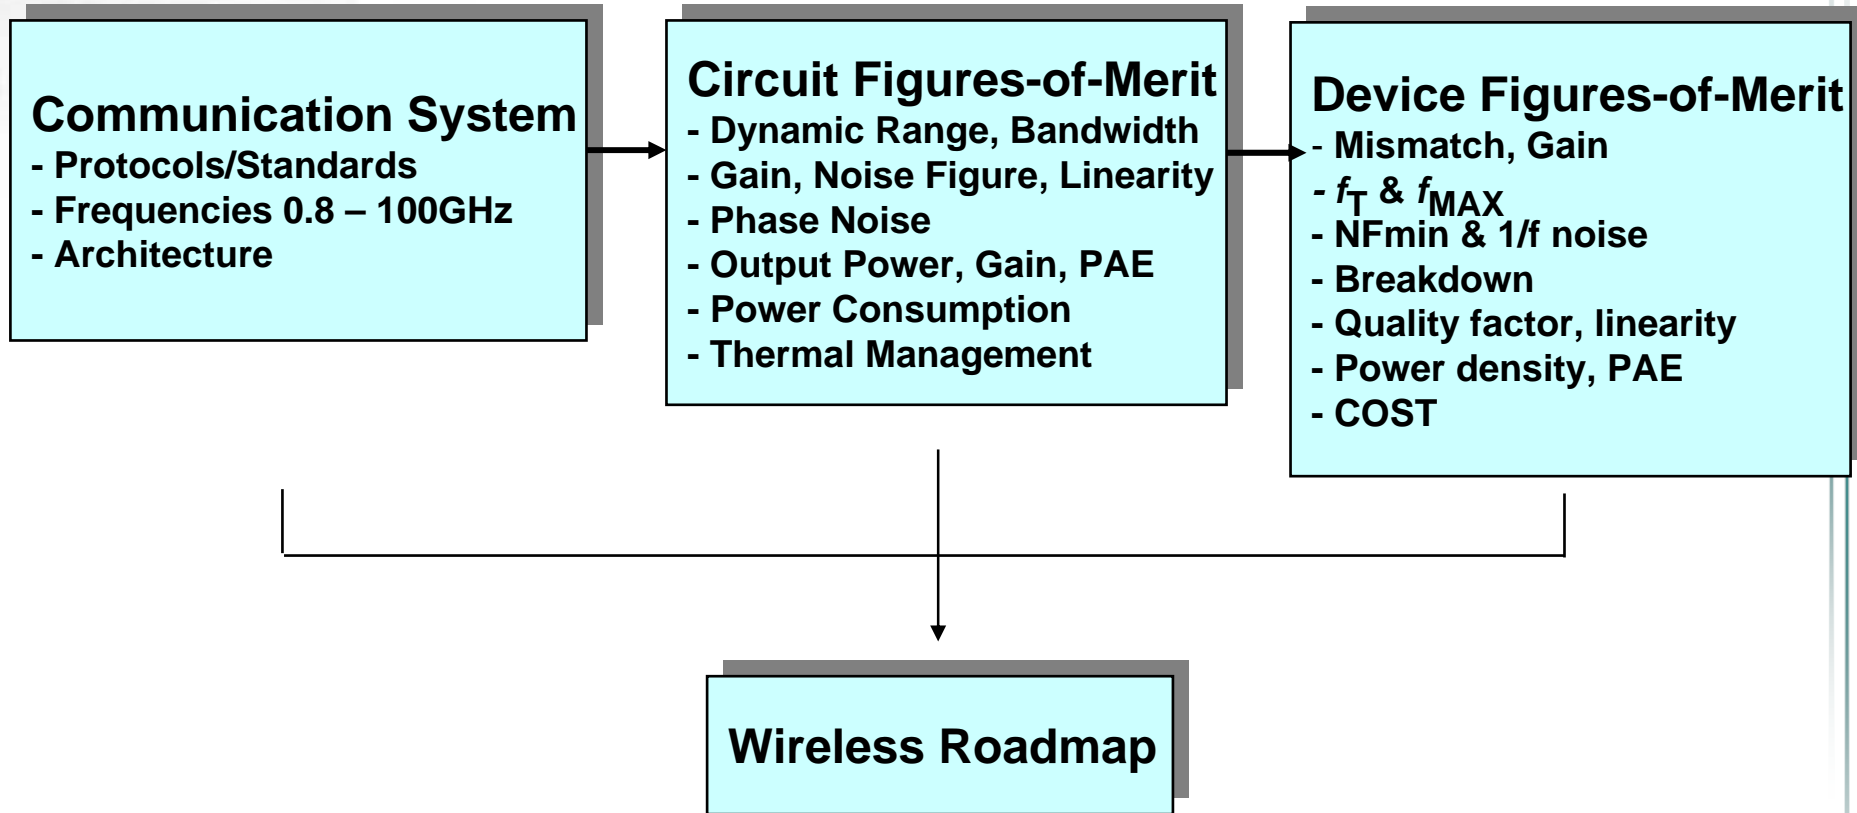 Communication System
- Protocols/Standards
- Frequencies 0.8 – 100GHz
- Architecture
Circuit Figures-of-Merit
- Dynamic Range, Bandwidth
- Gain, Noise Figure, Linearity
- Phase Noise
- Output Power, Gain, PAE
- Power Consumption
- Thermal Management
Device Figures-of-Merit
- Mismatch, Gain
- fT & fMAX
- NFmin & 1/f noise
- Breakdown
- Quality factor, linearity
- Power density, PAE
- COST
Wireless Roadmap